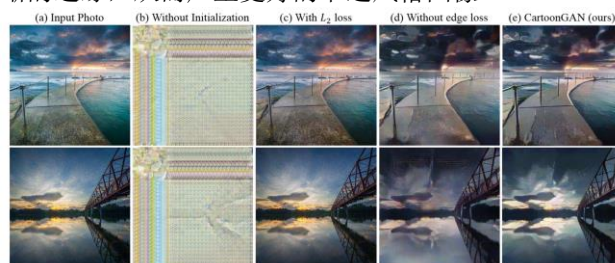 (a) Input Photo (b) Without Initialization (c) With L₂ loss (d) Without edge loss (e) CartoonGAN (ours)